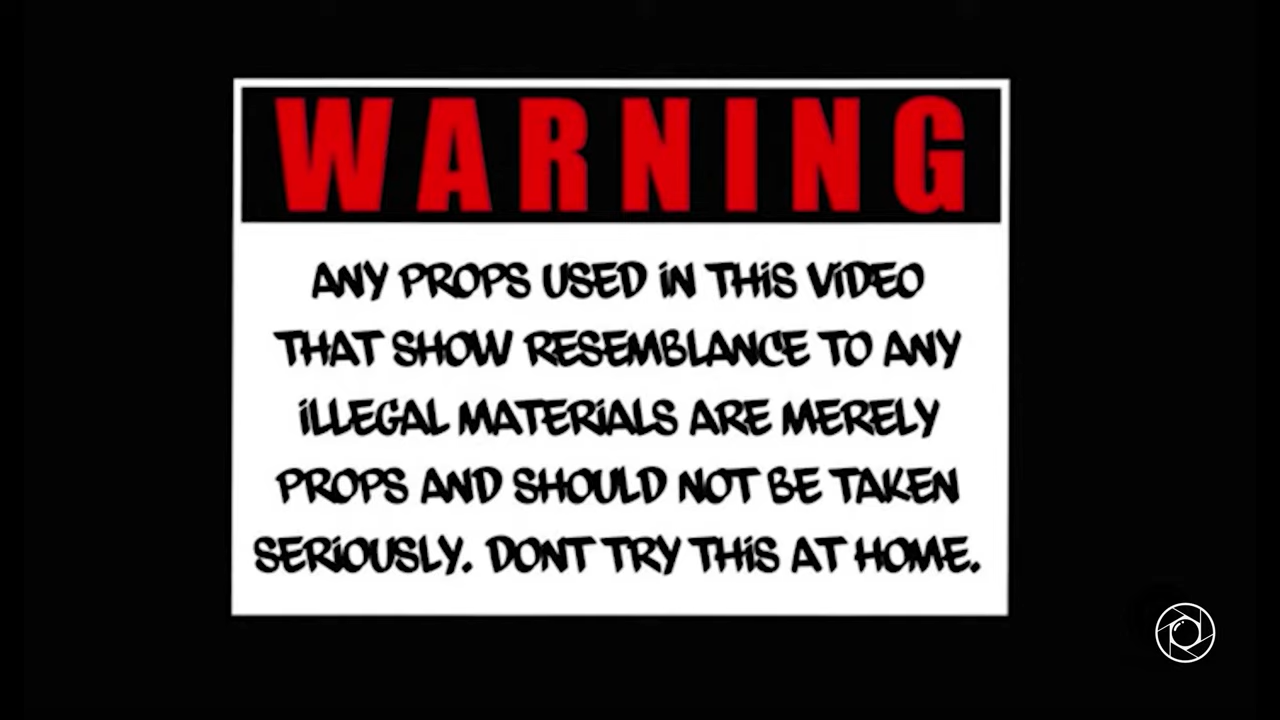 WARNING
ANY PROPS USED iN THiS ViDEO
THAT SHOW RESEMBLANCE TO ANY
iLLEGAL MATERiALS ARE MERELY
PROPS AND SHOULD NOT BE TAKEN
SERiOUSLY. DONT TRY THiS AT HOME.